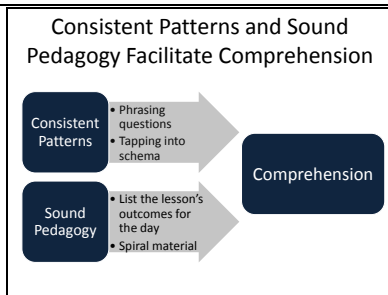 Consistent Patterns and Sound
Pedagogy Facilitate Comprehension
Consistent
Patterns
• Phrasing
questions
• Tapping into
schema
Sound
Pedagogy
• List the lesson's
outcomes for
the day
• Spiral material
Comprehension